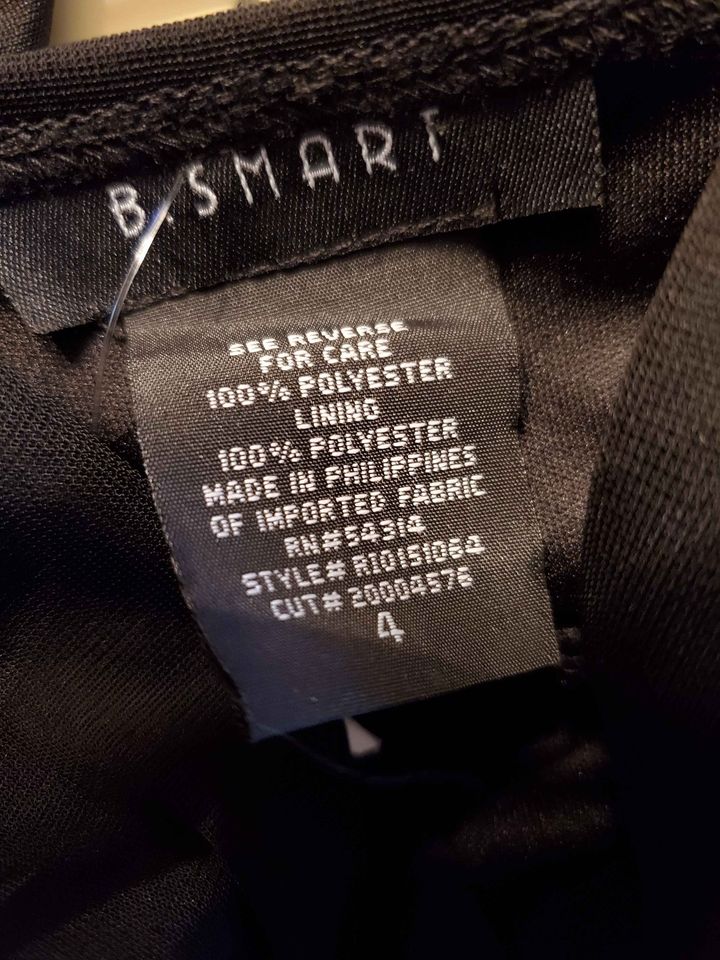 B. SMART
SEE REVERSE
FOR CARE
100% POLYESTER
LINING
100% POLYESTER
MADE IN PHILIPPINES
OF IMPORTED FABRIC
RN#54314
STYLE# R10151064
CUT# 20004576
4